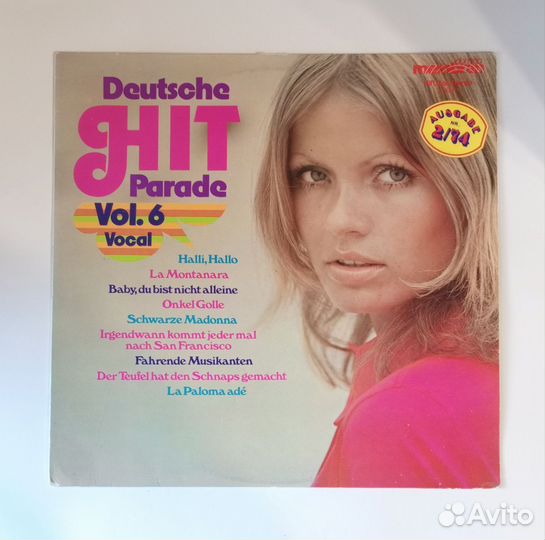 Deutsche
HIT
Parade
Vol. 6
Vocal
AUSGABE
NR.
2/74
Halli, Hallo
La Montanara
Baby, du bist nicht alleine
Onkel Golle
Schwarze Madonna
Irgendwann kommt jeder mal
nach San Francisco
Fahrende Musikanten
Der Teufel hat den Schnaps gemacht
La Paloma adé
Avito